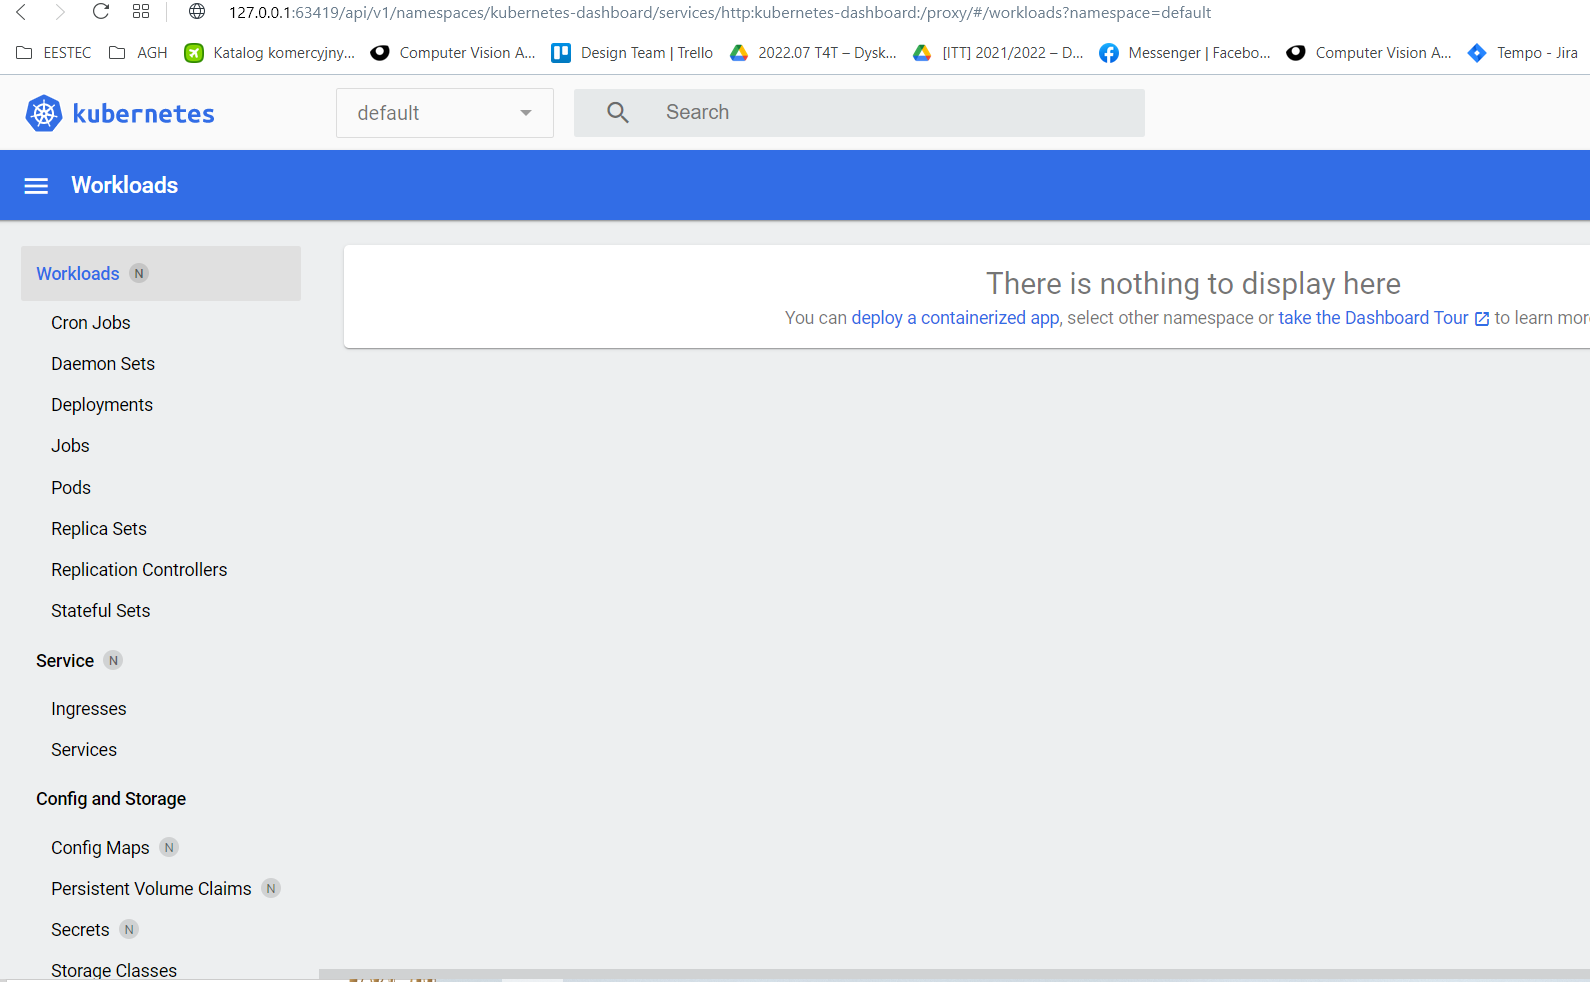 127.0.0.1:63419/api/v1/namespaces/kubernetes-dashboard/services/http:kubernetes-dashboard:/proxy/#/workloads?namespace=default
EESTEC AGH Katalog komercyjny... Computer Vision A... Design Team | Trello 2022.07 T4T – Dysk... [ITT] 2021/2022 – D... Messenger | Facebo... Computer Vision A... Tempo - Jira
kubernetes default Search
Workloads
Workloads N
There is nothing to display here
You can deploy a containerized app, select other namespace or take the Dashboard Tour to learn mor
Cron Jobs
Daemon Sets
Deployments
Jobs
Pods
Replica Sets
Replication Controllers
Stateful Sets
Service N
Ingresses
Services
Config and Storage
Config Maps N
Persistent Volume Claims N
Secrets N
Storage Classes